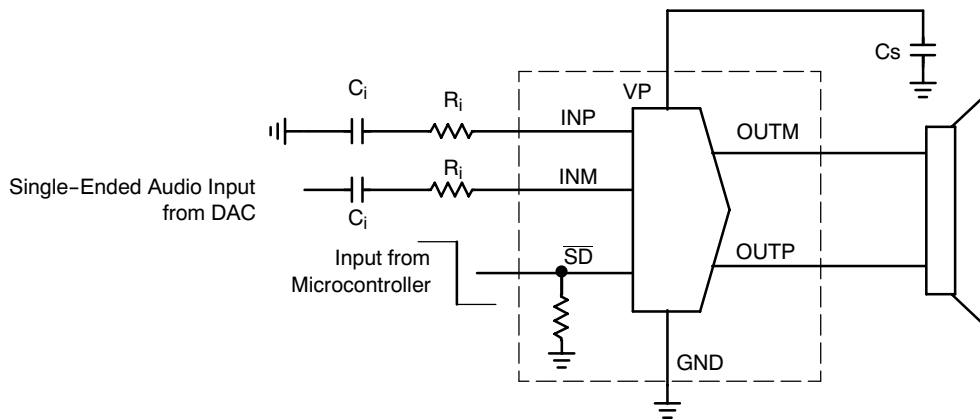 Cs
VP
Ci
Ri
INP
OUTM
Single-Ended Audio Input
from DAC
Ri
INM
Ci
Input from
Microcontroller
SD
OUTP
GND